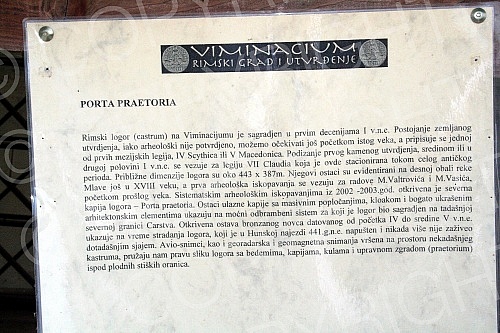 VIMINACIUM
RIMSKI GRAD I UTVRĐENJE
PORTA PRAETORIA
Rimski logor (castrum) na Viminacijumu je sagrađen u prvim decenijama I v.n.e. Postojanje zemljanog
utvrdjenja, iako arheološki nije potvrđeno, možemo očekivati još početkom istog veka, a pripisuje se jednoj
od prvih mezijskih legija, IV Scythica ili V Macedonica. Podizanje prvog kamenog utvrdjenja, sredinom ili u
drugoj polovini I v.n.e. se vezuje za legiju VII Claudia koja je ovde stacionirana tokom celog antičkog
perioda. Približne dimenzije logora su oko 443 x 387m. Njegovi ostaci su evidentirani na desnoj obali reke
Mlave još u XVIII veku, a prva arheološka iskopavanja se vezuju za radove M.Valtrovića i M.Vasića,
početkom prošlog veka. Sistematskim arheološkim iskopavanjima iz 2002 -2003.god. otkrivena je severna
kapija logora – Porta praetoria. Ostaci ulazne kapije sa masivnim popločanjima, kloakom i bogato ukrašenim
arhitektonskim elementima ukazuju na moćni odbrambeni sistem za koji je logor bio sagrađen na tadašnjoj
severnoj granici Carstva. Otkrivena ostava bronzanog novca datovanog od početka IV do sredine V v.n.e.
ukazuje na vreme stradanja logora, koji je u Hunskoj najezdi 441.g.n.e. napušten i nikada više nije zaživeo
dotadašnjim sjajem. Avio-snimci, kao i georadarska i geomagnetna snimanja vršena na prostoru nekadašnjeg
kastruma, pružaju nam pravu sliku logora sa bedemima, kapijama, kulama i upravnom zgradom (praetorium)
ispod plodnih stiških oranica.